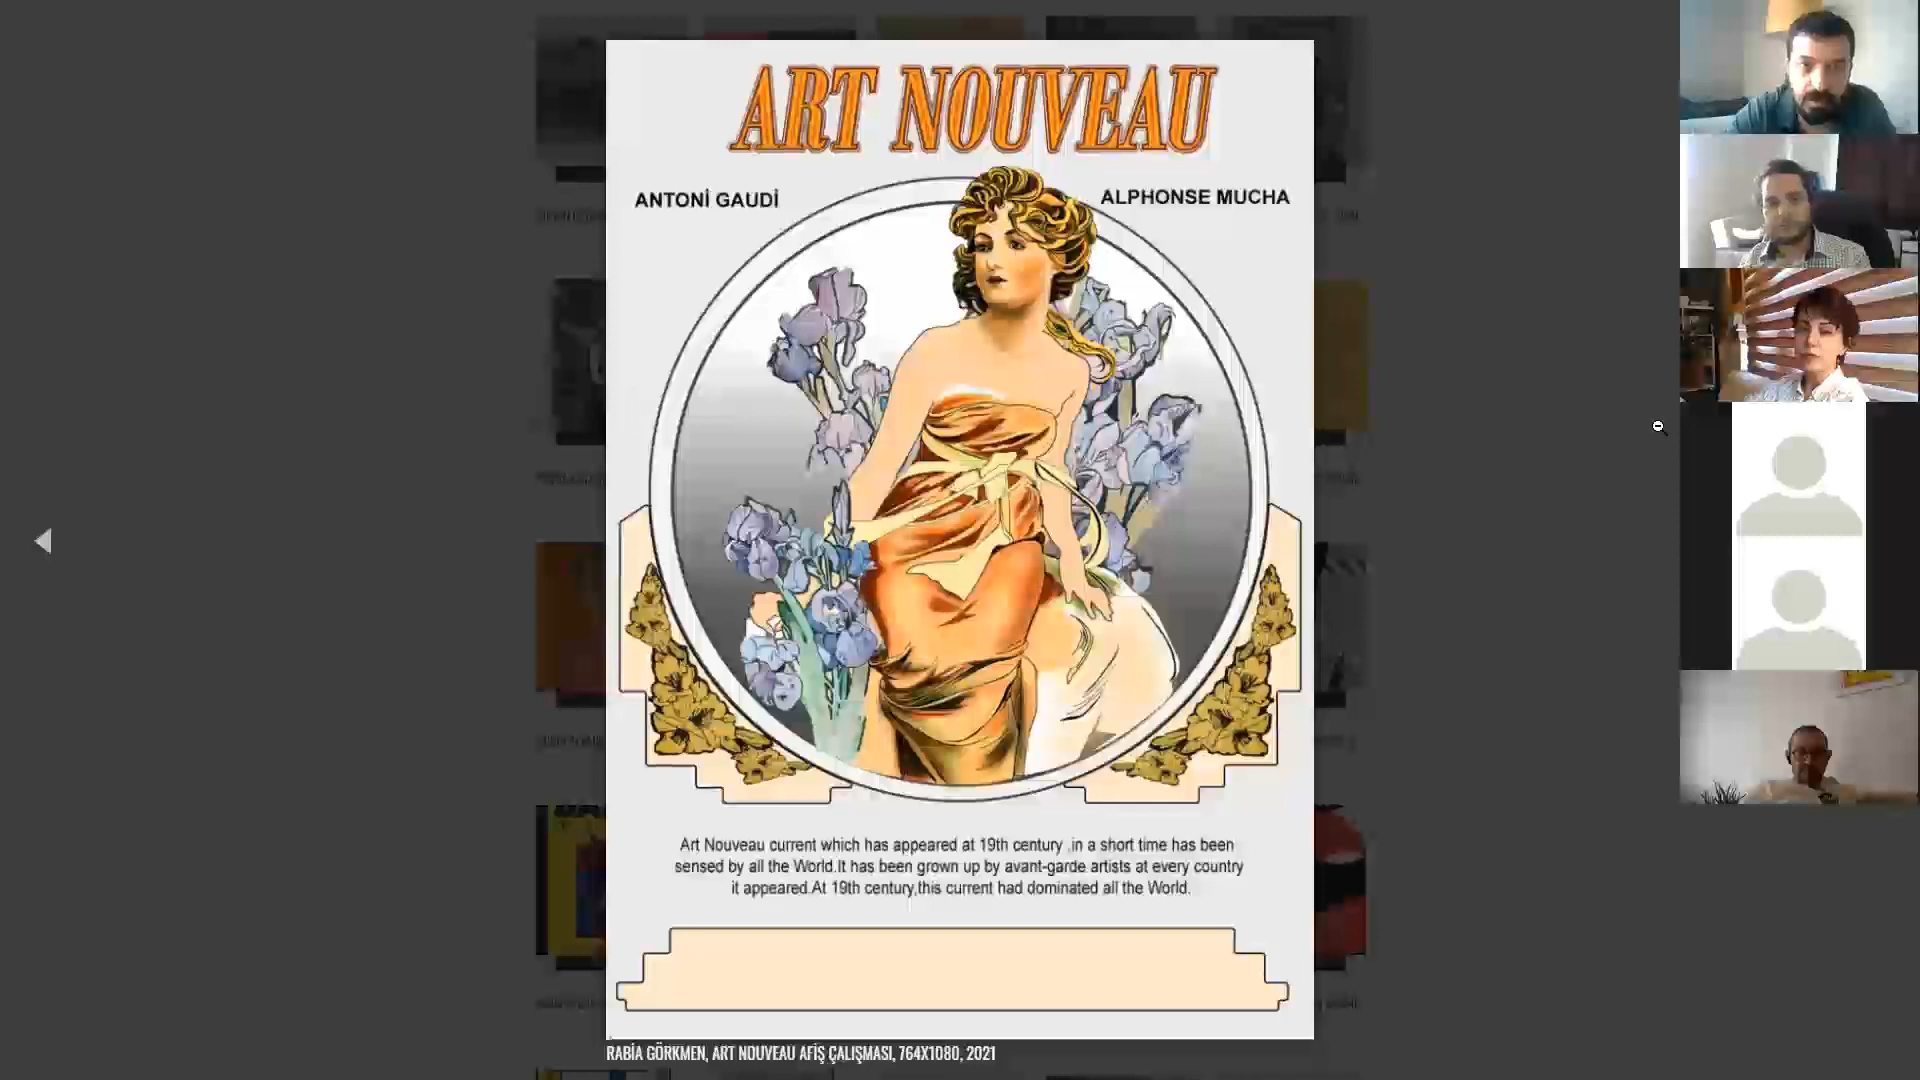 ART NOUVEAU
ANTONİ GAUDİ
ALPHONSE MUCHA
Art Nouveau current which has appeared at 19th century ,in a short time has been
sensed by all the World.It has been grown up by avant-garde artists at every country
it appeared.At 19th century,this current had dominated all the World.
RABİA GÖRKMEN, ART NOUVEAU AFİŞ ÇALIŞMASI, 764X1080, 2021